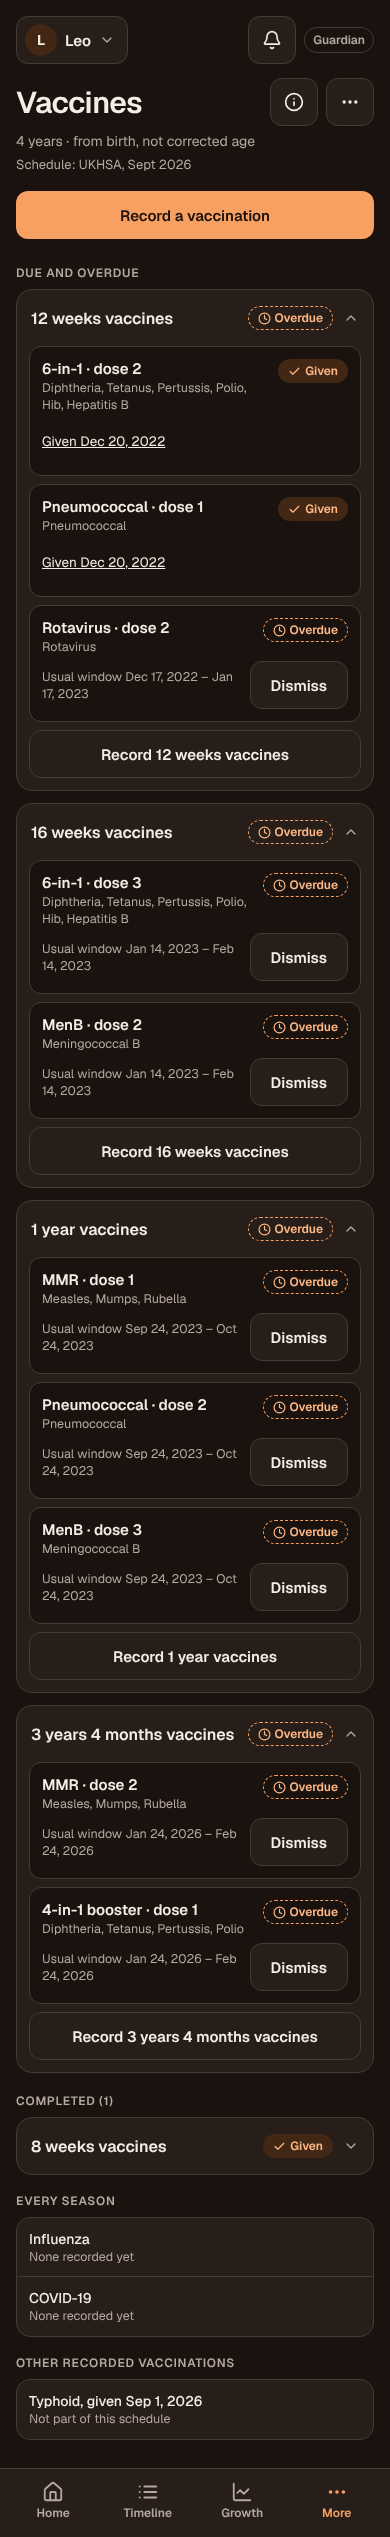 L Leo
Guardian
Vaccines
4 years · from birth, not corrected age
Schedule: UKHSA, Sept 2026
Record a vaccination
DUE AND OVERDUE
12 weeks vaccines
Overdue
6-in-1 · dose 2
Given
Diphtheria, Tetanus, Pertussis, Polio,
Hib, Hepatitis B
Given Dec 20, 2022
Pneumococcal · dose 1
Given
Pneumococcal
Given Dec 20, 2022
Rotavirus · dose 2
Overdue
Rotavirus
Usual window Dec 17, 2022 – Jan
17, 2023
Dismiss
Record 12 weeks vaccines
16 weeks vaccines
Overdue
6-in-1 · dose 3
Overdue
Diphtheria, Tetanus, Pertussis, Polio,
Hib, Hepatitis B
Usual window Jan 14, 2023 – Feb
14, 2023
Dismiss
MenB · dose 2
Overdue
Meningococcal B
Usual window Jan 14, 2023 – Feb
14, 2023
Dismiss
Record 16 weeks vaccines
1 year vaccines
Overdue
MMR · dose 1
Overdue
Measles, Mumps, Rubella
Usual window Sep 24, 2023 – Oct
24, 2023
Dismiss
Pneumococcal · dose 2
Overdue
Pneumococcal
Usual window Sep 24, 2023 – Oct
24, 2023
Dismiss
MenB · dose 3
Overdue
Meningococcal B
Usual window Sep 24, 2023 – Oct
24, 2023
Dismiss
Record 1 year vaccines
3 years 4 months vaccines
Overdue
MMR · dose 2
Overdue
Measles, Mumps, Rubella
Usual window Jan 24, 2026 – Feb
24, 2026
Dismiss
4-in-1 booster · dose 1
Overdue
Diphtheria, Tetanus, Pertussis, Polio
Usual window Jan 24, 2026 – Feb
24, 2026
Dismiss
Record 3 years 4 months vaccines
COMPLETED (1)
8 weeks vaccines
Given
EVERY SEASON
Influenza
None recorded yet
COVID-19
None recorded yet
OTHER RECORDED VACCINATIONS
Typhoid, given Sep 1, 2026
Not part of this schedule
Home
Timeline
Growth
More